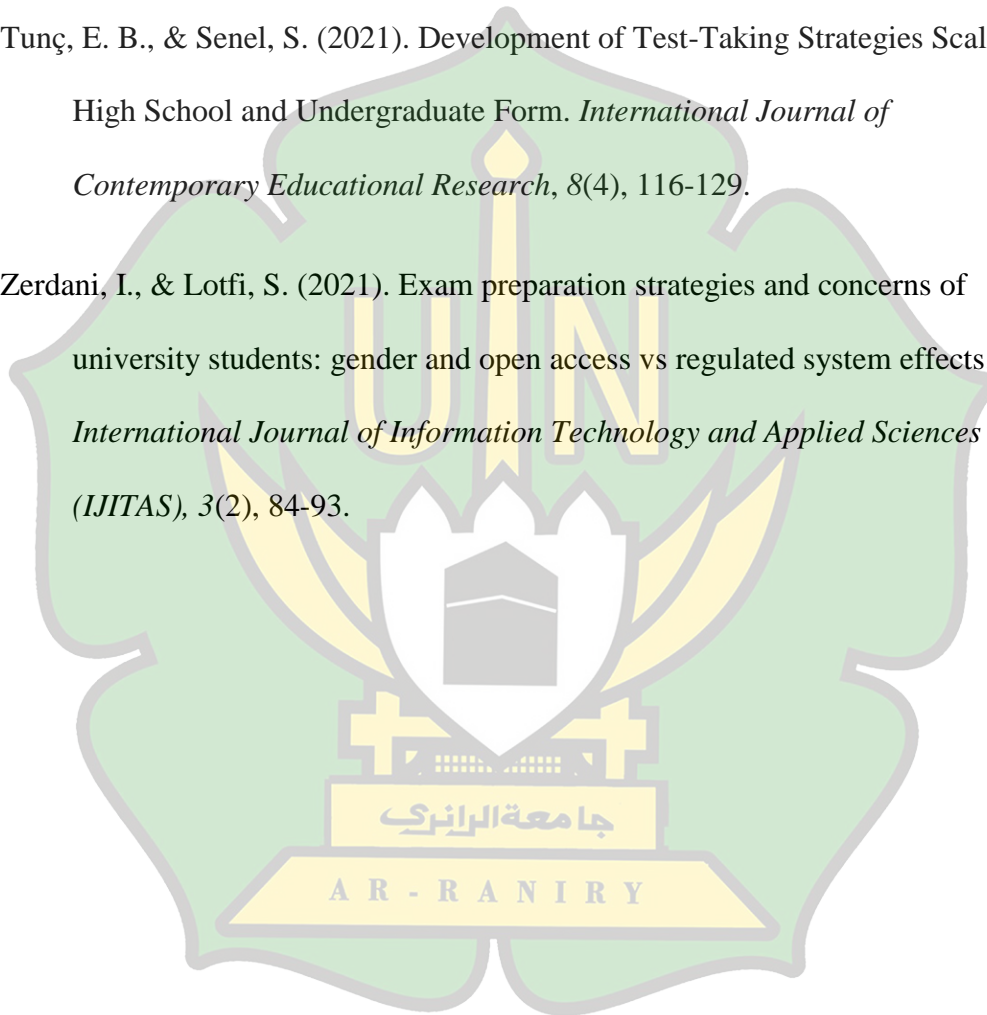 Tunç, E. B., & Senel, S. (2021). Development of Test-Taking Strategies Scal
High School and Undergraduate Form. International Journal of
Contemporary Educational Research, 8(4), 116-129.
Zerdani, I., & Lotfi, S. (2021). Exam preparation strategies and concerns of
university students: gender and open access vs regulated system effects
International Journal of Information Technology and Applied Sciences
(IJITAS), 3(2), 84-93.
UIN
جامعةالرانري
AR-RANIRY